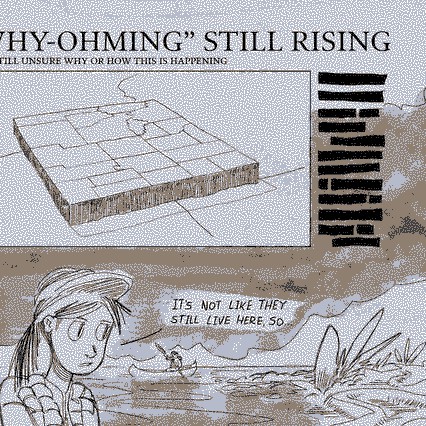 WHY-OHMING” STILL RISING
STILL UNSURE WHY OR HOW THIS IS HAPPENING
IT'S NOT LIKE THEY
STILL LIVE HERE, SO...